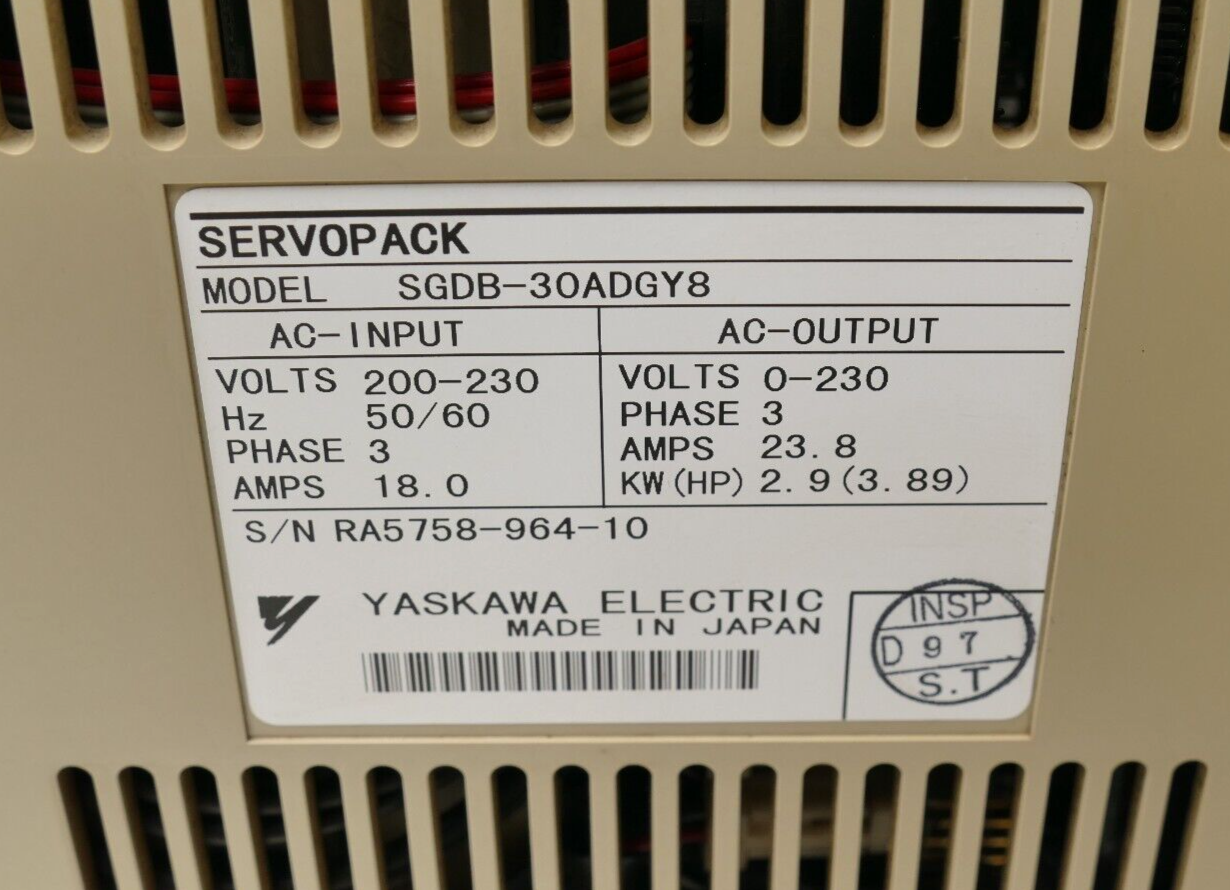 SERVOPACK
MODEL SGDB-30ADGY8
AC-INPUT AC-OUTPUT
VOLTS 200-230 VOLTS 0-230
Hz 50/60 PHASE 3
PHASE 3 AMPS 23.8
AMPS 18.0 KW(HP) 2.9(3.89)
S/N RA5758-964-10
YASKAWA ELECTRIC
MADE IN JAPAN
INSP
D 97
S.T